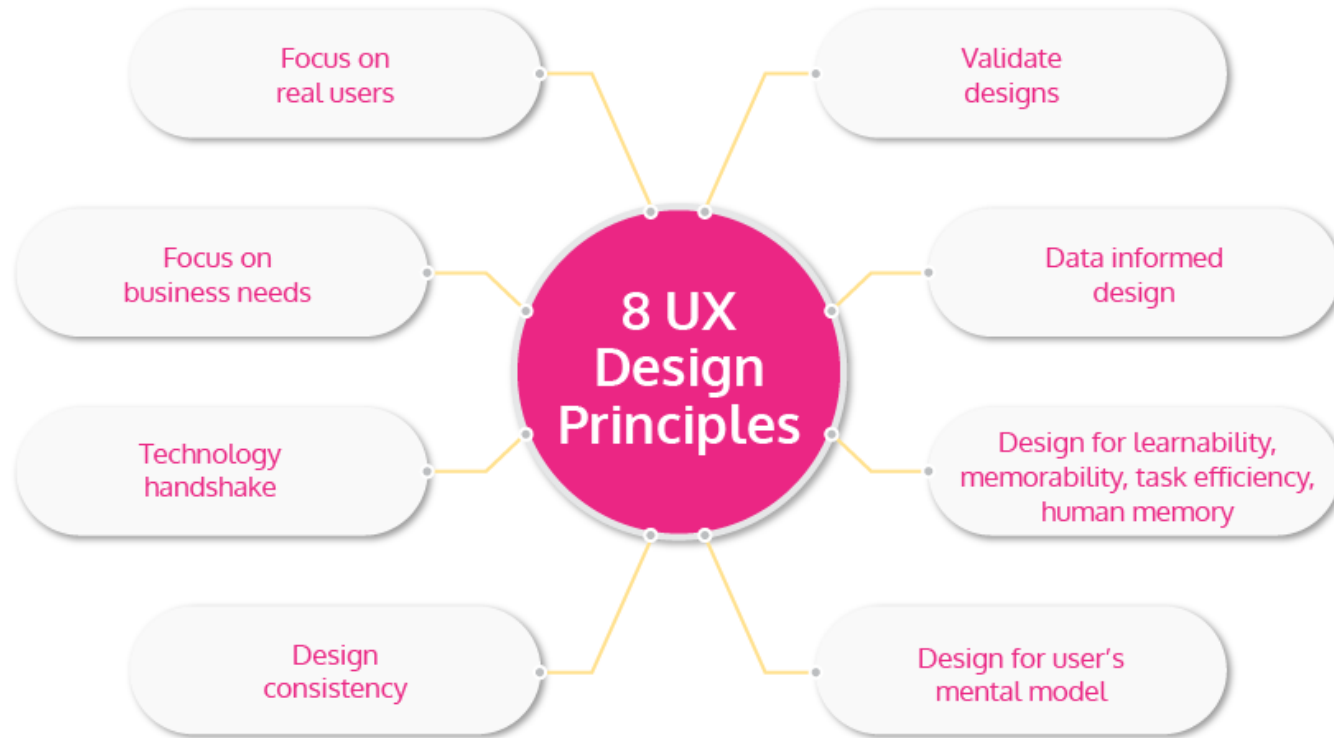 Focus on
real users
Validate
designs
Focus on
business needs
Data informed
design
8 UX
Design
Principles
Technology
handshake
Design for learnability,
memorability, task efficiency,
human memory
Design
consistency
Design for user’s
mental model